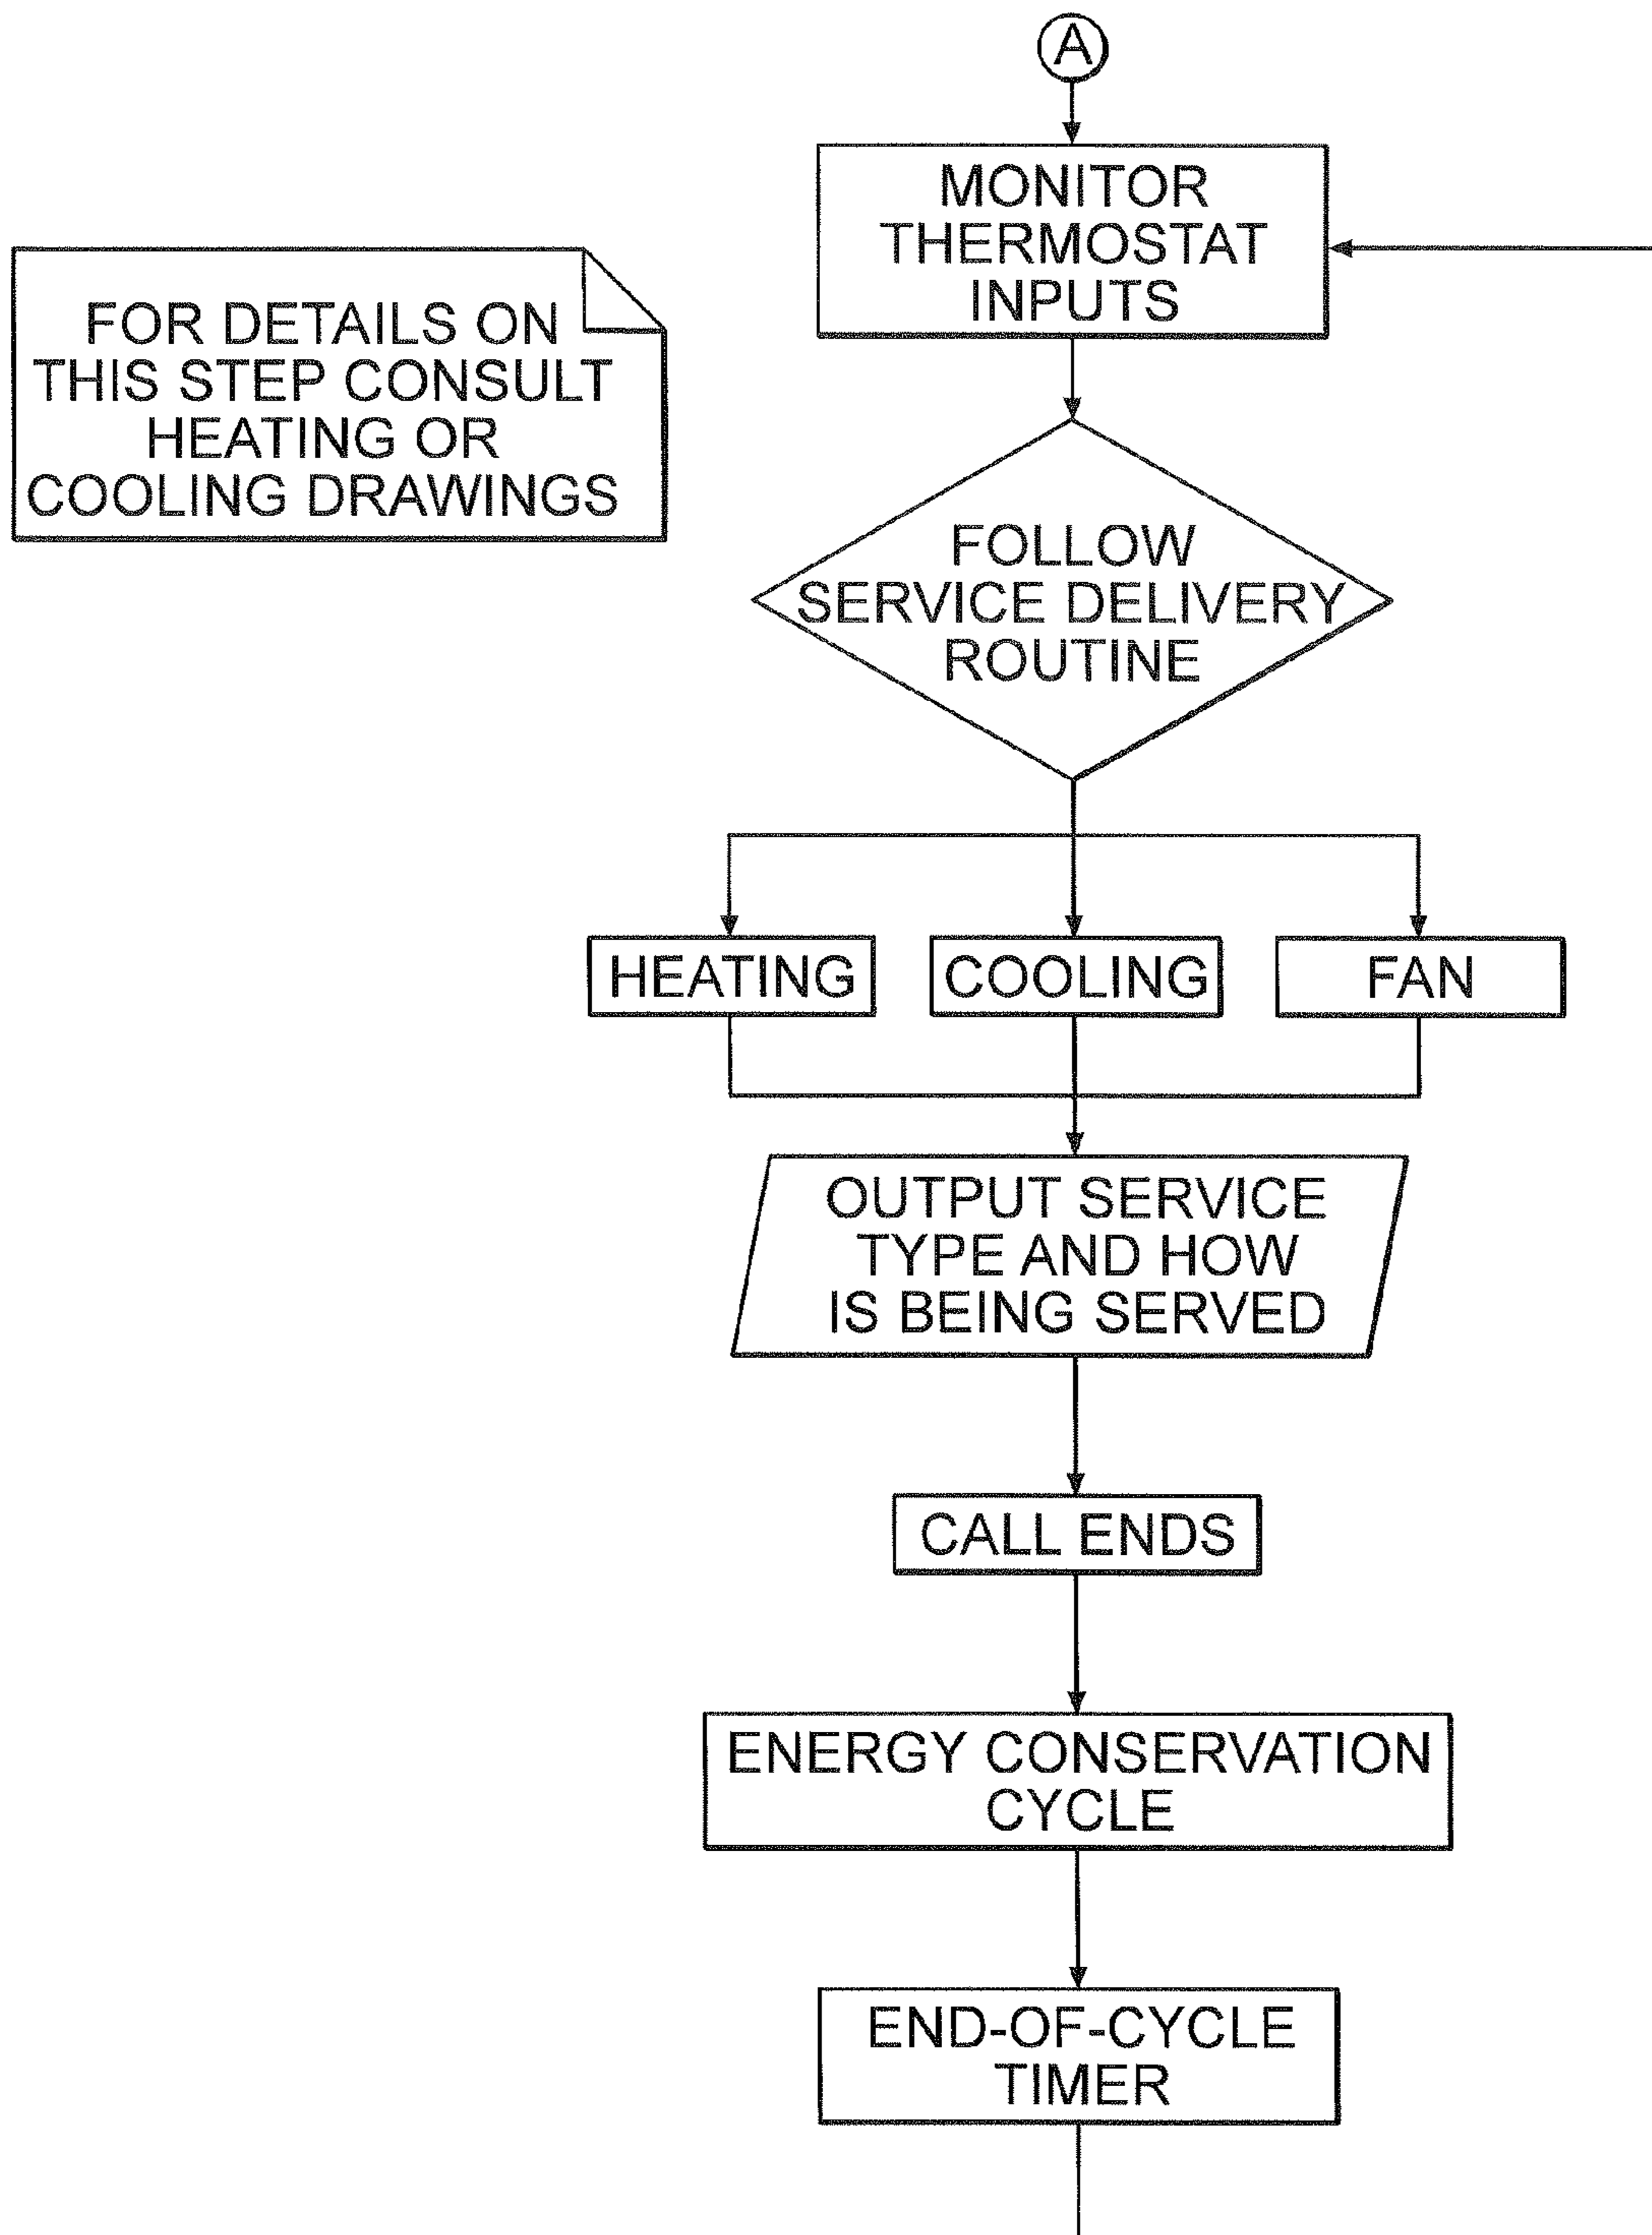 A
MONITOR
THERMOSTAT
INPUTS
FOR DETAILS ON
THIS STEP CONSULT
HEATING OR
COOLING DRAWINGS
FOLLOW
SERVICE DELIVERY
ROUTINE
HEATING
COOLING
FAN
OUTPUT SERVICE
TYPE AND HOW
IS BEING SERVED
CALL ENDS
ENERGY CONSERVATION
CYCLE
END-OF-CYCLE
TIMER